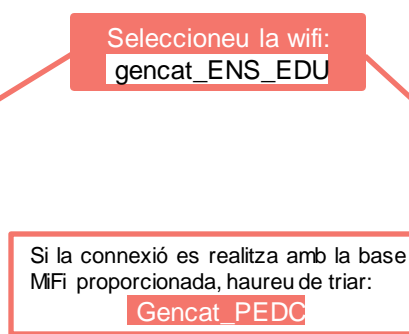 Seleccioneu la wifi:
gencat_ENS_EDU
Si la connexió es realitza amb la base
MiFi proporcionada, haureu de triar:
Gencat_PEDC